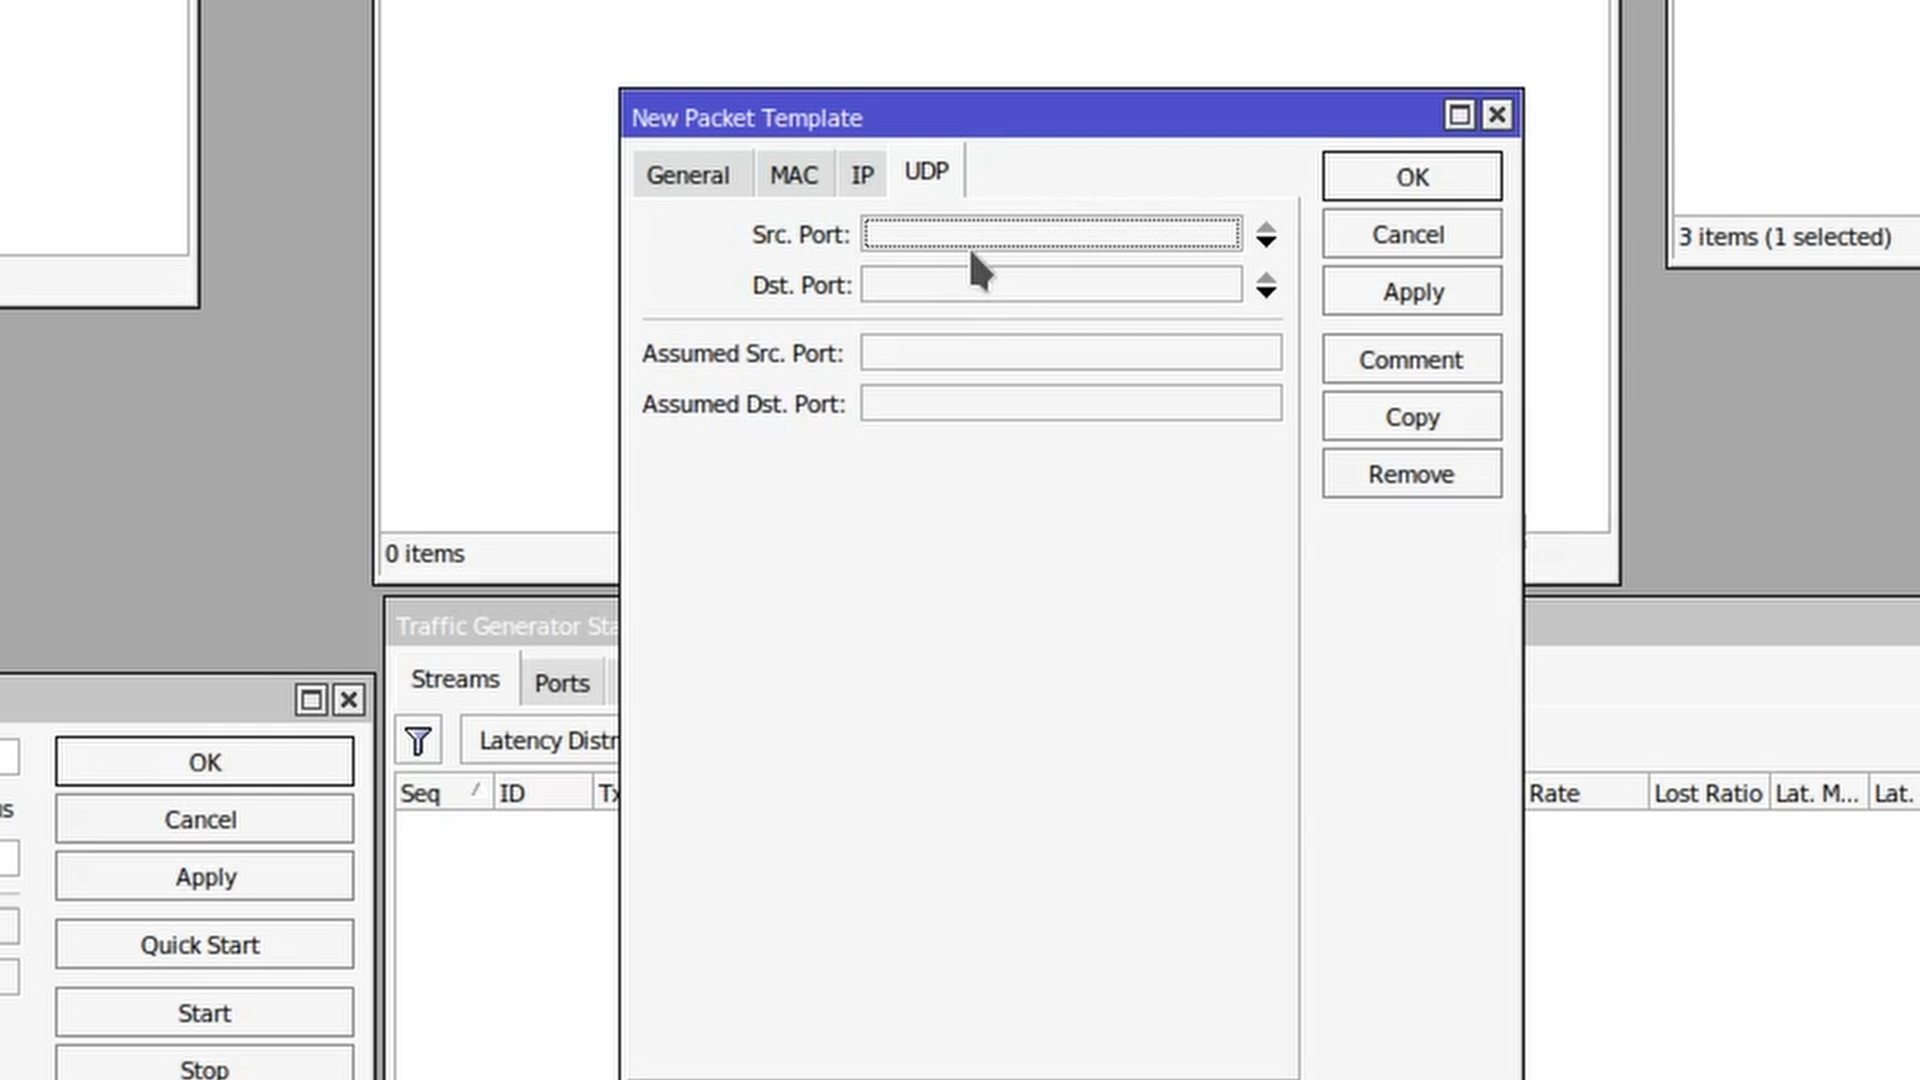 New Packet Template
General MAC IP UDP
Src. Port:
Dst. Port:
Assumed Src. Port:
Assumed Dst. Port:
OK
Cancel
Apply
Comment
Copy
Remove
3 items (1 selected)
0 items
Traffic Generator Sta
Streams Ports
Latency Distr
Seq ID Tx
Rate Lost Ratio Lat. M... Lat.
OK
Cancel
Apply
Quick Start
Start
Stop